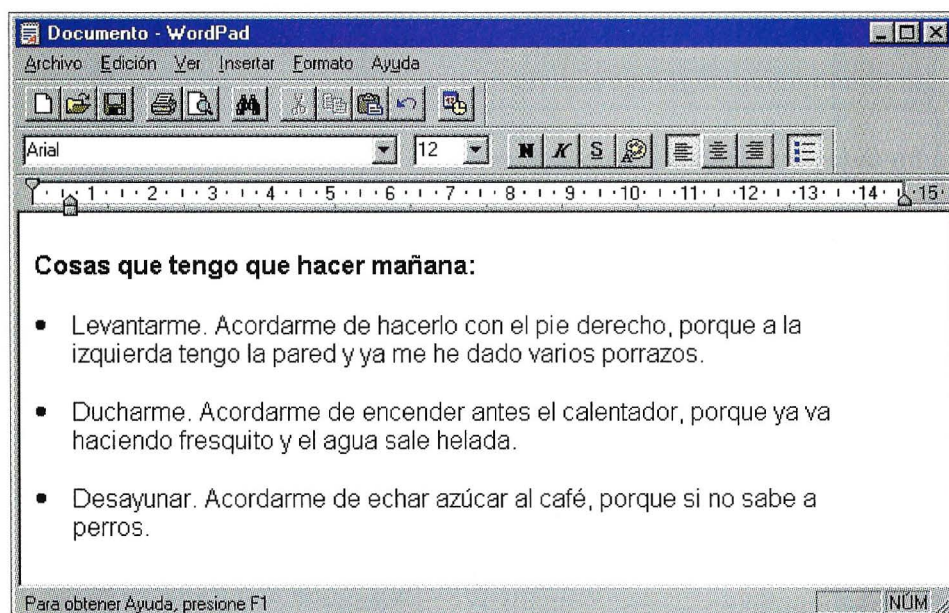 Documento - WordPad
Archivo Edición Ver Insertar Formato Ayuda
Arial 12 N K S
1 2 3 4 5 6 7 8 9 10 11 12 13 14 15
Cosas que tengo que hacer mañana:
• Levantarme. Acordarme de hacerlo con el pie derecho, porque a la
izquierda tengo la pared y ya me he dado varios porrazos.
• Ducharme. Acordarme de encender antes el calentador, porque ya va
haciendo fresquito y el agua sale helada.
• Desayunar. Acordarme de echar azúcar al café, porque si no sabe a
perros.
Para obtener Ayuda, presione F1 NÚM